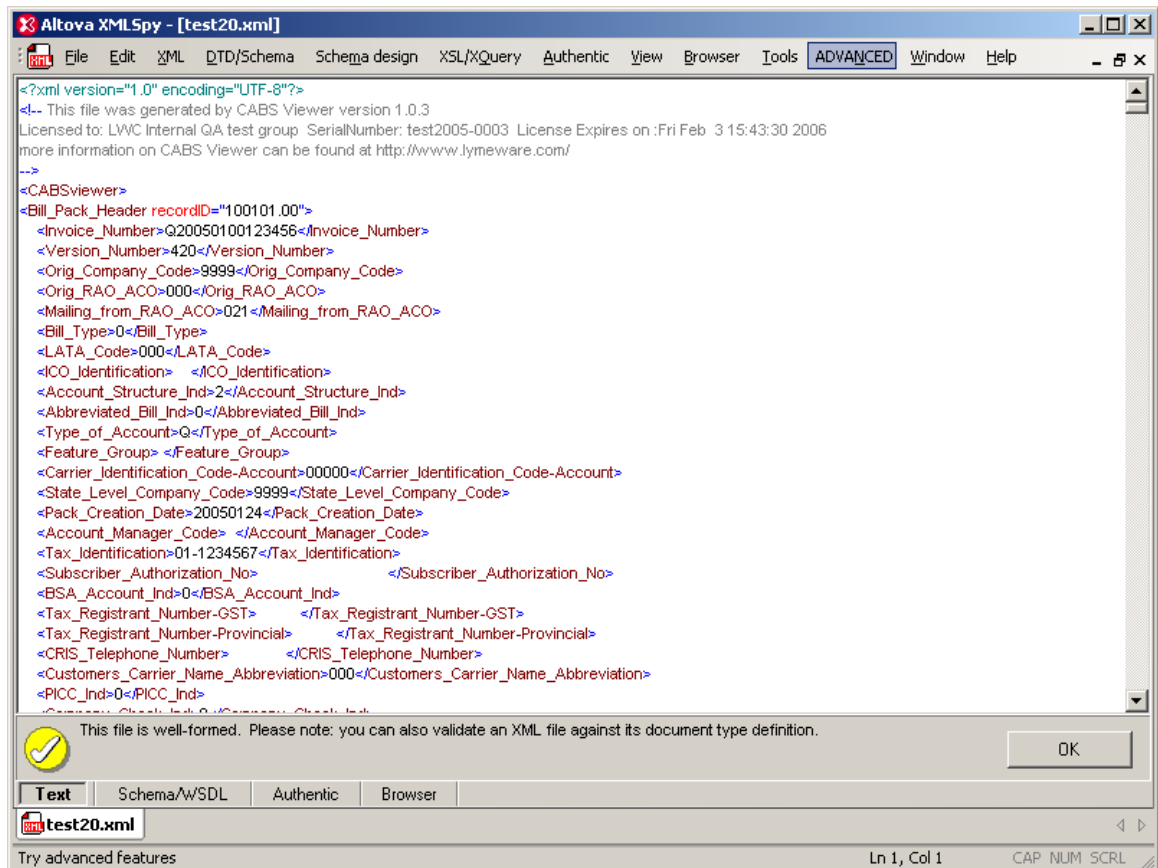 Altova XMLSpy - [test20.xml]
File Edit XML DTD/Schema Schema design XSL/XQuery Authentic View Browser Tools ADVANCED Window Help
<?xml version="1.0" encoding="UTF-8"?>
<!-- This file was generated by CABS Viewer version 1.0.3
Licensed to: LWC Internal QA test group  SerialNumber: test2005-0003  License Expires on :Fri Feb  3 15:43:30 2006
more information on CABS Viewer can be found at http://www.lymeware.com/
-->
<CABSviewer>
<Bill_Pack_Header recordID="100101.00">
<Invoice_Number>Q20050100123456</Invoice_Number>
<Version_Number>420</Version_Number>
<Orig_Company_Code>9999</Orig_Company_Code>
<Orig_RAO_ACO>000</Orig_RAO_ACO>
<Mailing_from_RAO_ACO>021</Mailing_from_RAO_ACO>
<Bill_Type>0</Bill_Type>
<LATA_Code>000</LATA_Code>
<ICO_Identification>    </ICO_Identification>
<Account_Structure_Ind>2</Account_Structure_Ind>
<Abbreviated_Bill_Ind>0</Abbreviated_Bill_Ind>
<Type_of_Account>Q</Type_of_Account>
<Feature_Group> </Feature_Group>
<Carrier_Identification_Code-Account>00000</Carrier_Identification_Code-Account>
<State_Level_Company_Code>9999</State_Level_Company_Code>
<Pack_Creation_Date>20050124</Pack_Creation_Date>
<Account_Manager_Code>  </Account_Manager_Code>
<Tax_Identification>01-1234567</Tax_Identification>
<Subscriber_Authorization_No>                    </Subscriber_Authorization_No>
<BSA_Account_Ind>0</BSA_Account_Ind>
<Tax_Registrant_Number-GST>         </Tax_Registrant_Number-GST>
<Tax_Registrant_Number-Provincial>          </Tax_Registrant_Number-Provincial>
<CRIS_Telephone_Number>             </CRIS_Telephone_Number>
<Customers_Carrier_Name_Abbreviation>000</Customers_Carrier_Name_Abbreviation>
<PICC_Ind>0</PICC_Ind>
This file is well-formed.  Please note: you can also validate an XML file against its document type definition.
OK
Text Schema/WSDL Authentic Browser
test20.xml
Try advanced features Ln 1, Col 1 CAP NUM SCRL